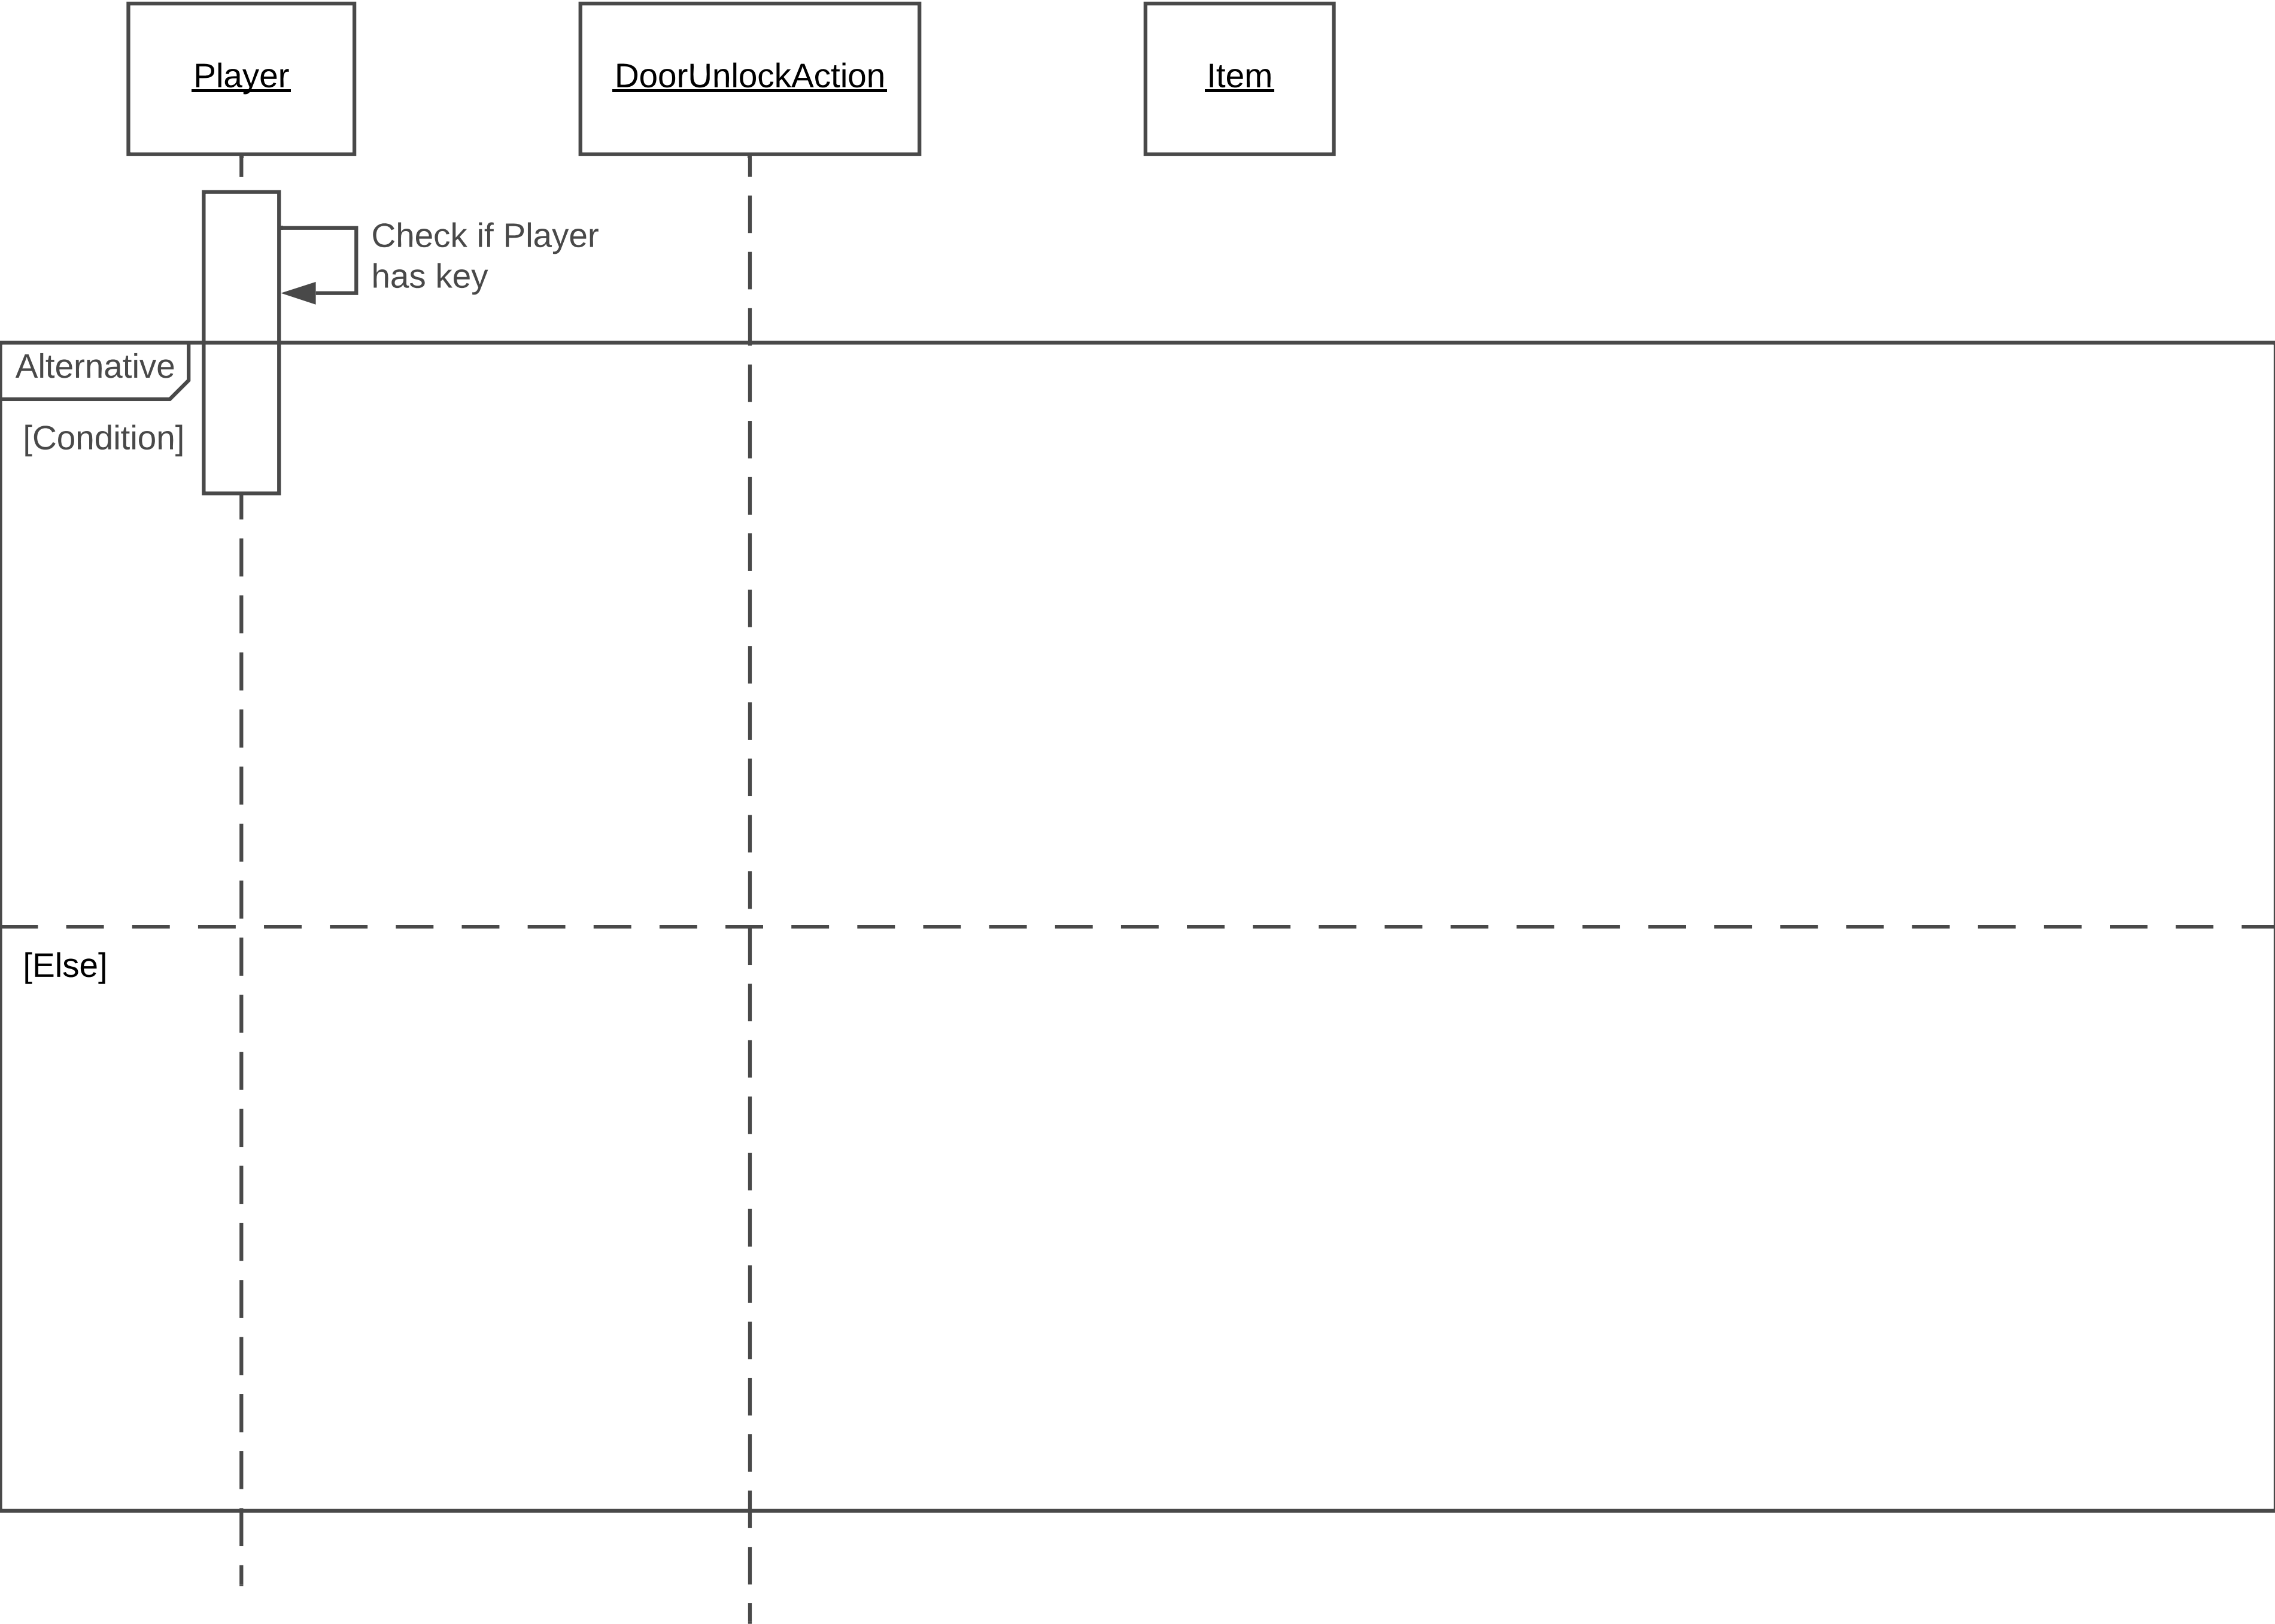 Player
DoorUnlockAction
Item
Check if Player
has key
Alternative
[Condition]
[Else]